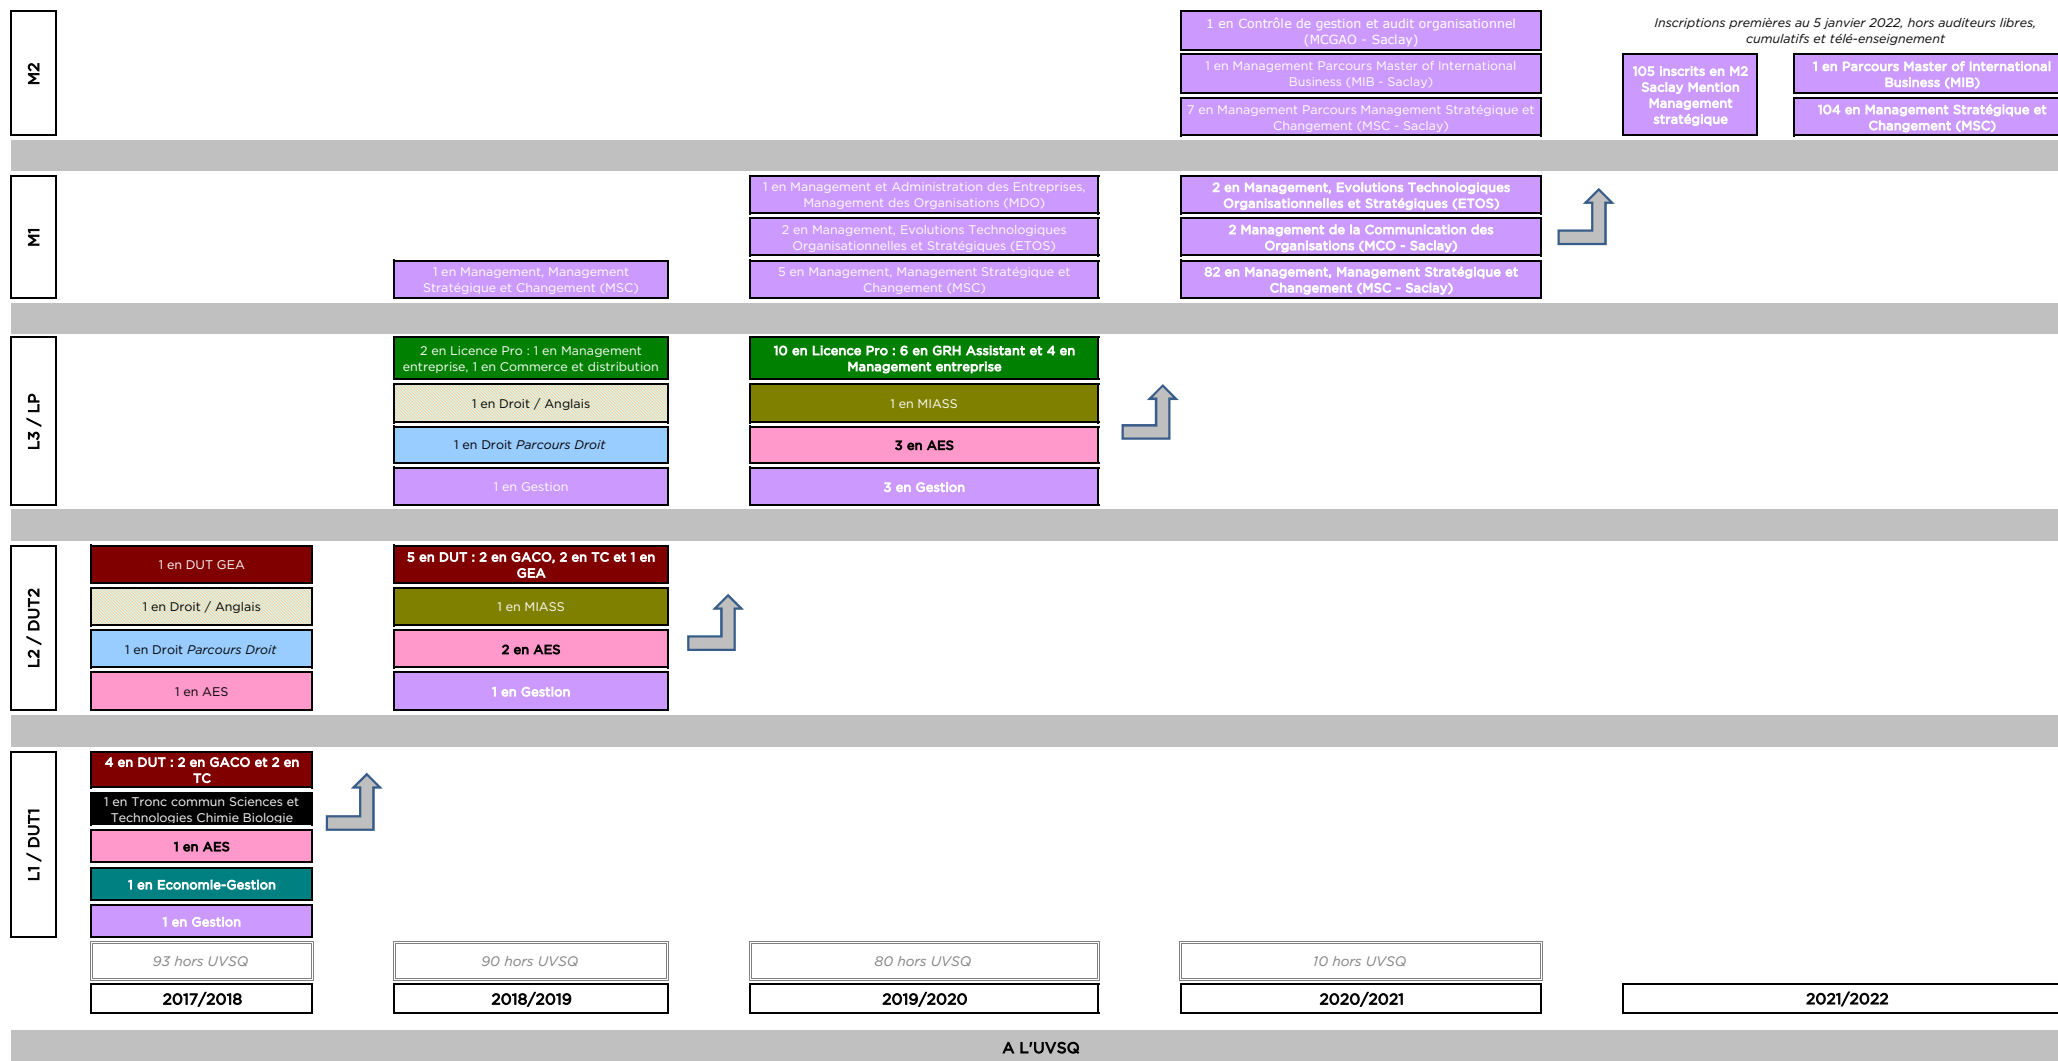 M2
1 en Contrôle de gestion et audit organisationnel
(MCGAO - Saclay)
1 en Management Parcours Master of International
Business (MIB - Saclay)
7 en Management Parcours Management Stratégique et
Changement (MSC - Saclay)
Inscriptions premières au 5 janvier 2022, hors auditeurs libres,
cumulatifs et télé-enseignement
105 inscrits en M2
Saclay Mention
Management
stratégique
1 en Parcours Master of International
Business (MIB)
104 en Management Stratégique et
Changement (MSC)
M1
1 en Management, Management
Stratégique et Changement (MSC)
1 en Management et Administration des Entreprises,
Management des Organisations (MDO)
2 en Management, Evolutions Technologiques
Organisationnelles et Stratégiques (ETOS)
5 en Management, Management Stratégique et
Changement (MSC)
2 en Management, Evolutions Technologiques
Organisationnelles et Stratégiques (ETOS)
2 Management de la Communication des
Organisations (MCO - Saclay)
82 en Management, Management Stratégique et
Changement (MSC - Saclay)
L3 / LP
2 en Licence Pro : 1 en Management
entreprise, 1 en Commerce et distribution
1 en Droit / Anglais
1 en Droit Parcours Droit
1 en Gestion
10 en Licence Pro : 6 en GRH Assistant et 4 en
Management entreprise
1 en MIASS
3 en AES
3 en Gestion
L2 / DUT2
1 en DUT GEA
1 en Droit / Anglais
1 en Droit Parcours Droit
1 en AES
5 en DUT : 2 en GACO, 2 en TC et 1 en
GEA
1 en MIASS
2 en AES
1 en Gestion
L1 / DUT1
4 en DUT : 2 en GACO et 2 en
TC
1 en Tronc commun Sciences et
Technologies Chimie Biologie
1 en AES
1 en Economie-Gestion
1 en Gestion
93 hors UVSQ
90 hors UVSQ
80 hors UVSQ
10 hors UVSQ
2017/2018
2018/2019
2019/2020
2020/2021
2021/2022
A L'UVSQ